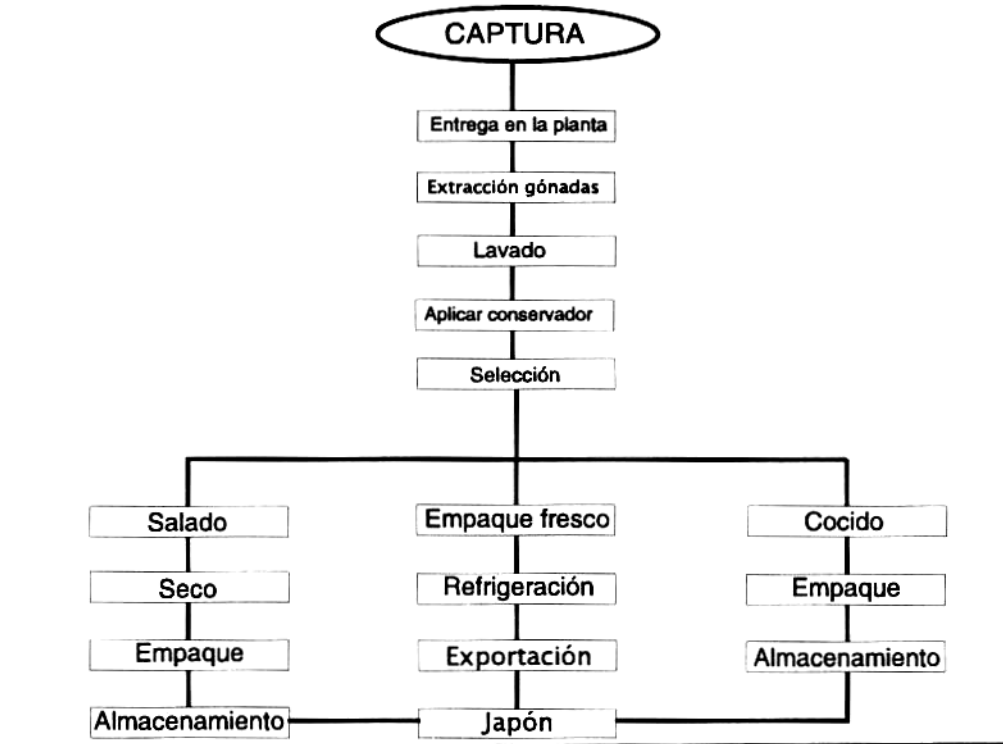 CAPTURA
Entrega en la planta
Extracción gónadas
Lavado
Aplicar conservador
Selección
Salado
Empaque fresco
Cocido
Seco
Refrigeración
Empaque
Empaque
Exportación
Almacenamiento
Almacenamiento
Japón